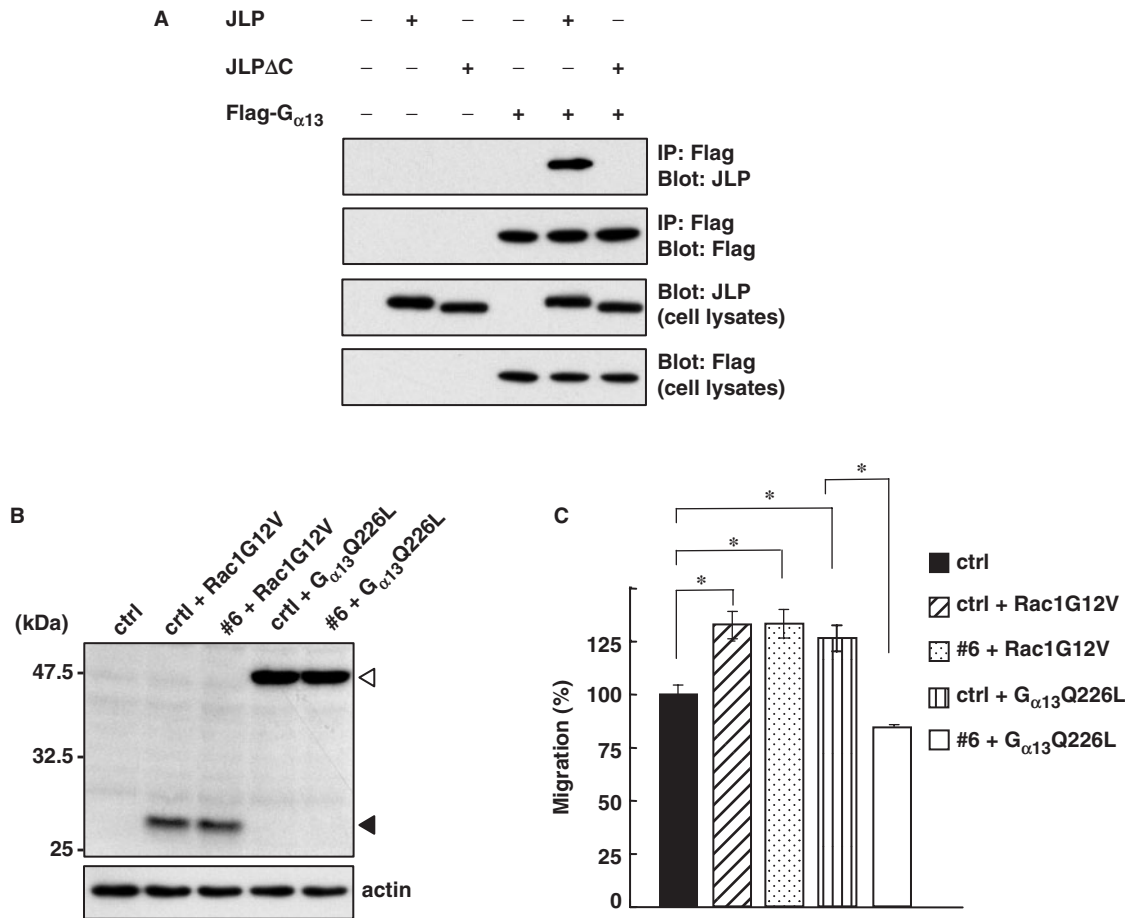 A JLP – + – – + –
JLPΔC – – + – – +
Flag-Gα13 – – – + + +
IP: Flag
Blot: JLP
IP: Flag
Blot: Flag
Blot: JLP
(cell lysates)
Blot: Flag
(cell lysates)
B
(kDa)
ctrl
crtl + Rac1G12V
#6 + Rac1G12V
crtl + Gα13Q226L
#6 + Gα13Q226L
47.5
32.5
25
actin
C
Migration (%)
125
100
75
50
25
0
*
*
*
*
ctrl
ctrl + Rac1G12V
#6 + Rac1G12V
ctrl + Gα13Q226L
#6 + Gα13Q226L